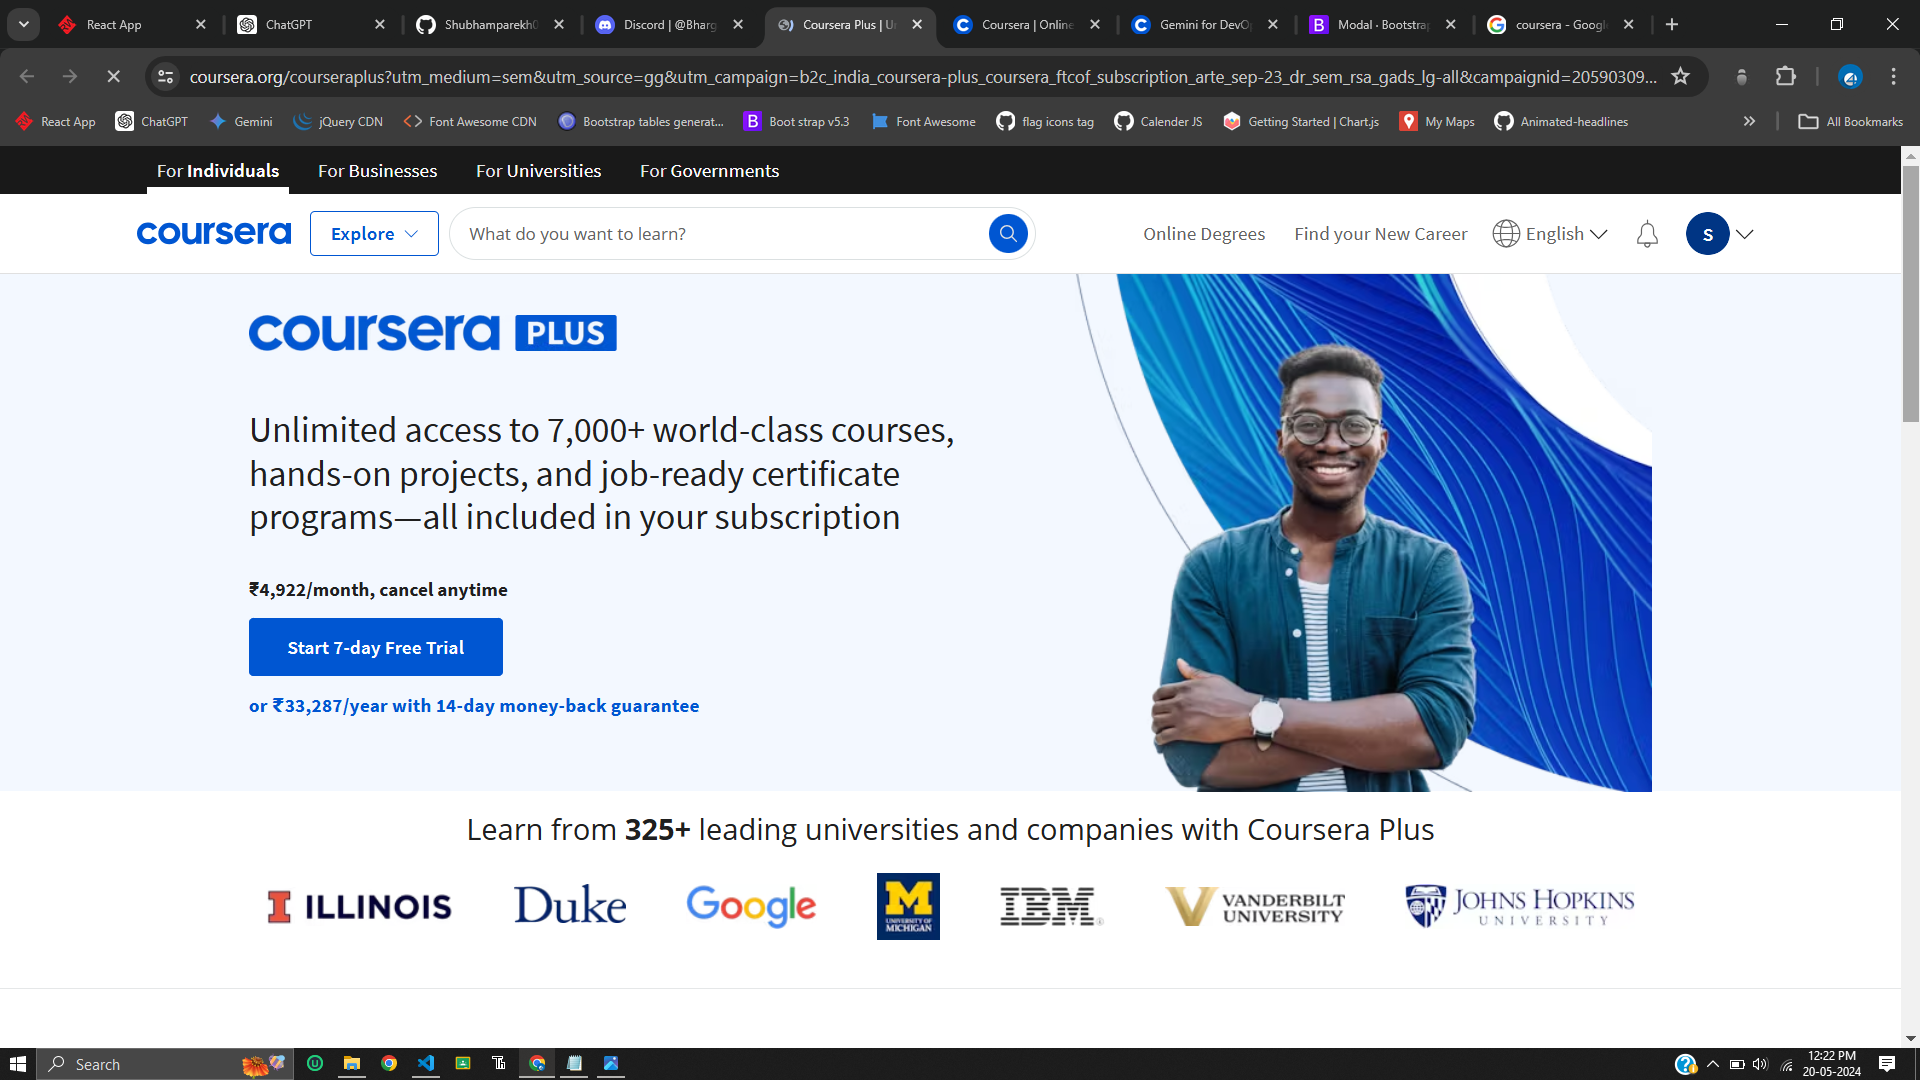 React App
ChatGPT
Shubhamparekh0
Discord | @Bharg
Coursera Plus | U
Coursera | Online
Gemini for DevO
Modal · Bootstrap
coursera - Google
coursera.org/courseraplus?utm_medium=sem&utm_source=gg&utm_campaign=b2c_india_coursera-plus_coursera_ftcof_subscription_arte_sep-23_dr_sem_rsa_gads_lg-all&campaignid=20590309...
React App
ChatGPT
Gemini
jQuery CDN
Font Awesome CDN
Bootstrap tables generat...
Boot strap v5.3
Font Awesome
flag icons tag
Calender JS
Getting Started | Chart.js
My Maps
Animated-headlines
All Bookmarks
For Individuals
For Businesses
For Universities
For Governments
coursera
Explore
What do you want to learn?
Online Degrees
Find your New Career
English
S
coursera PLUS
Unlimited access to 7,000+ world-class courses,
hands-on projects, and job-ready certificate
programs—all included in your subscription
₹4,922/month, cancel anytime
Start 7-day Free Trial
or ₹33,287/year with 14-day money-back guarantee
Learn from 325+ leading universities and companies with Coursera Plus
I ILLINOIS
Duke
Google
M
UNIVERSITY OF
MICHIGAN
IBM
V VANDERBILT
UNIVERSITY
JOHNS HOPKINS
UNIVERSITY
Search
12:22 PM
20-05-2024